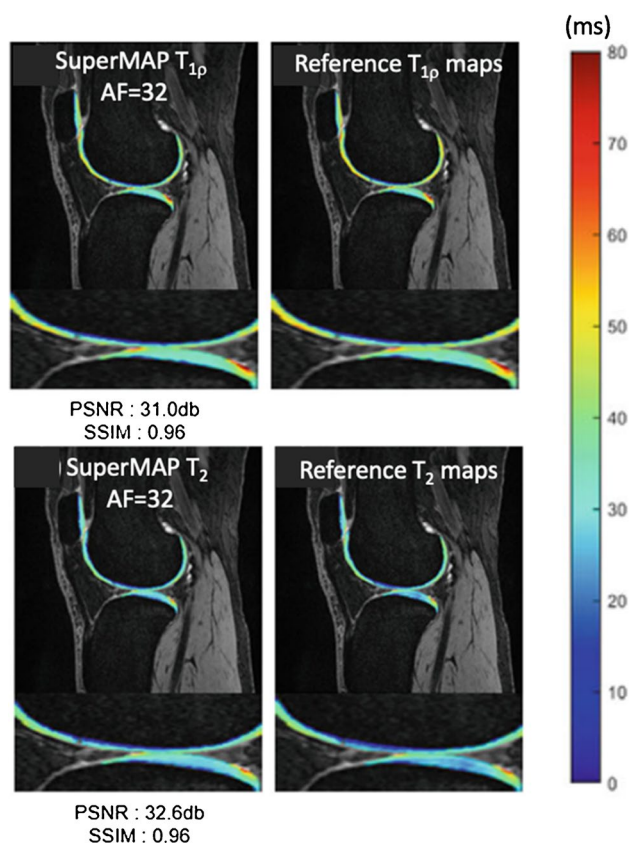 (ms)
SuperMAP T1ρ
AF=32
Reference T1ρ maps
80
70
60
50
40
30
20
10
0
PSNR : 31.0db
SSIM : 0.96
) SuperMAP T2
AF=32
Reference T2 maps
PSNR : 32.6db
SSIM : 0.96